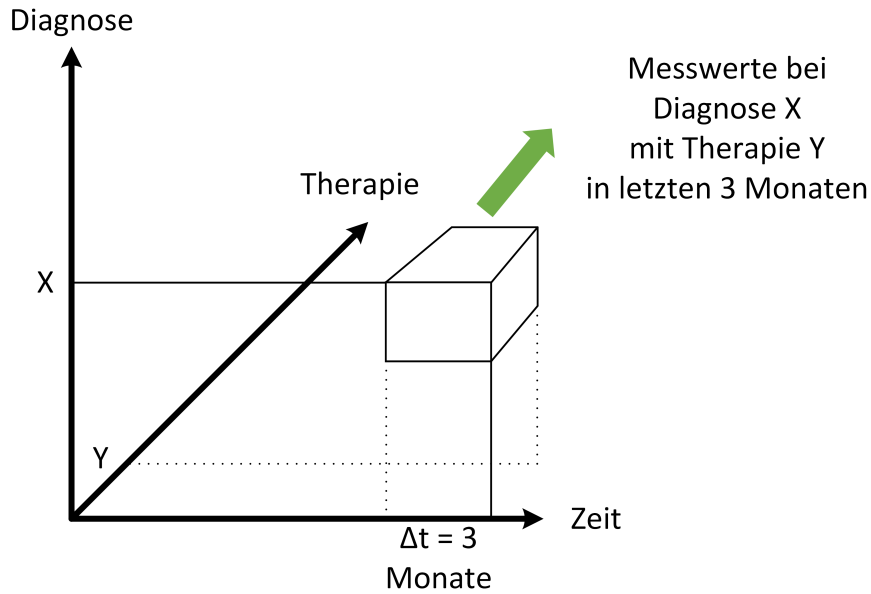 Diagnose
Messwerte bei
Diagnose X
mit Therapie Y
in letzten 3 Monaten
Therapie
X
Y
Zeit
Δt = 3
Monate